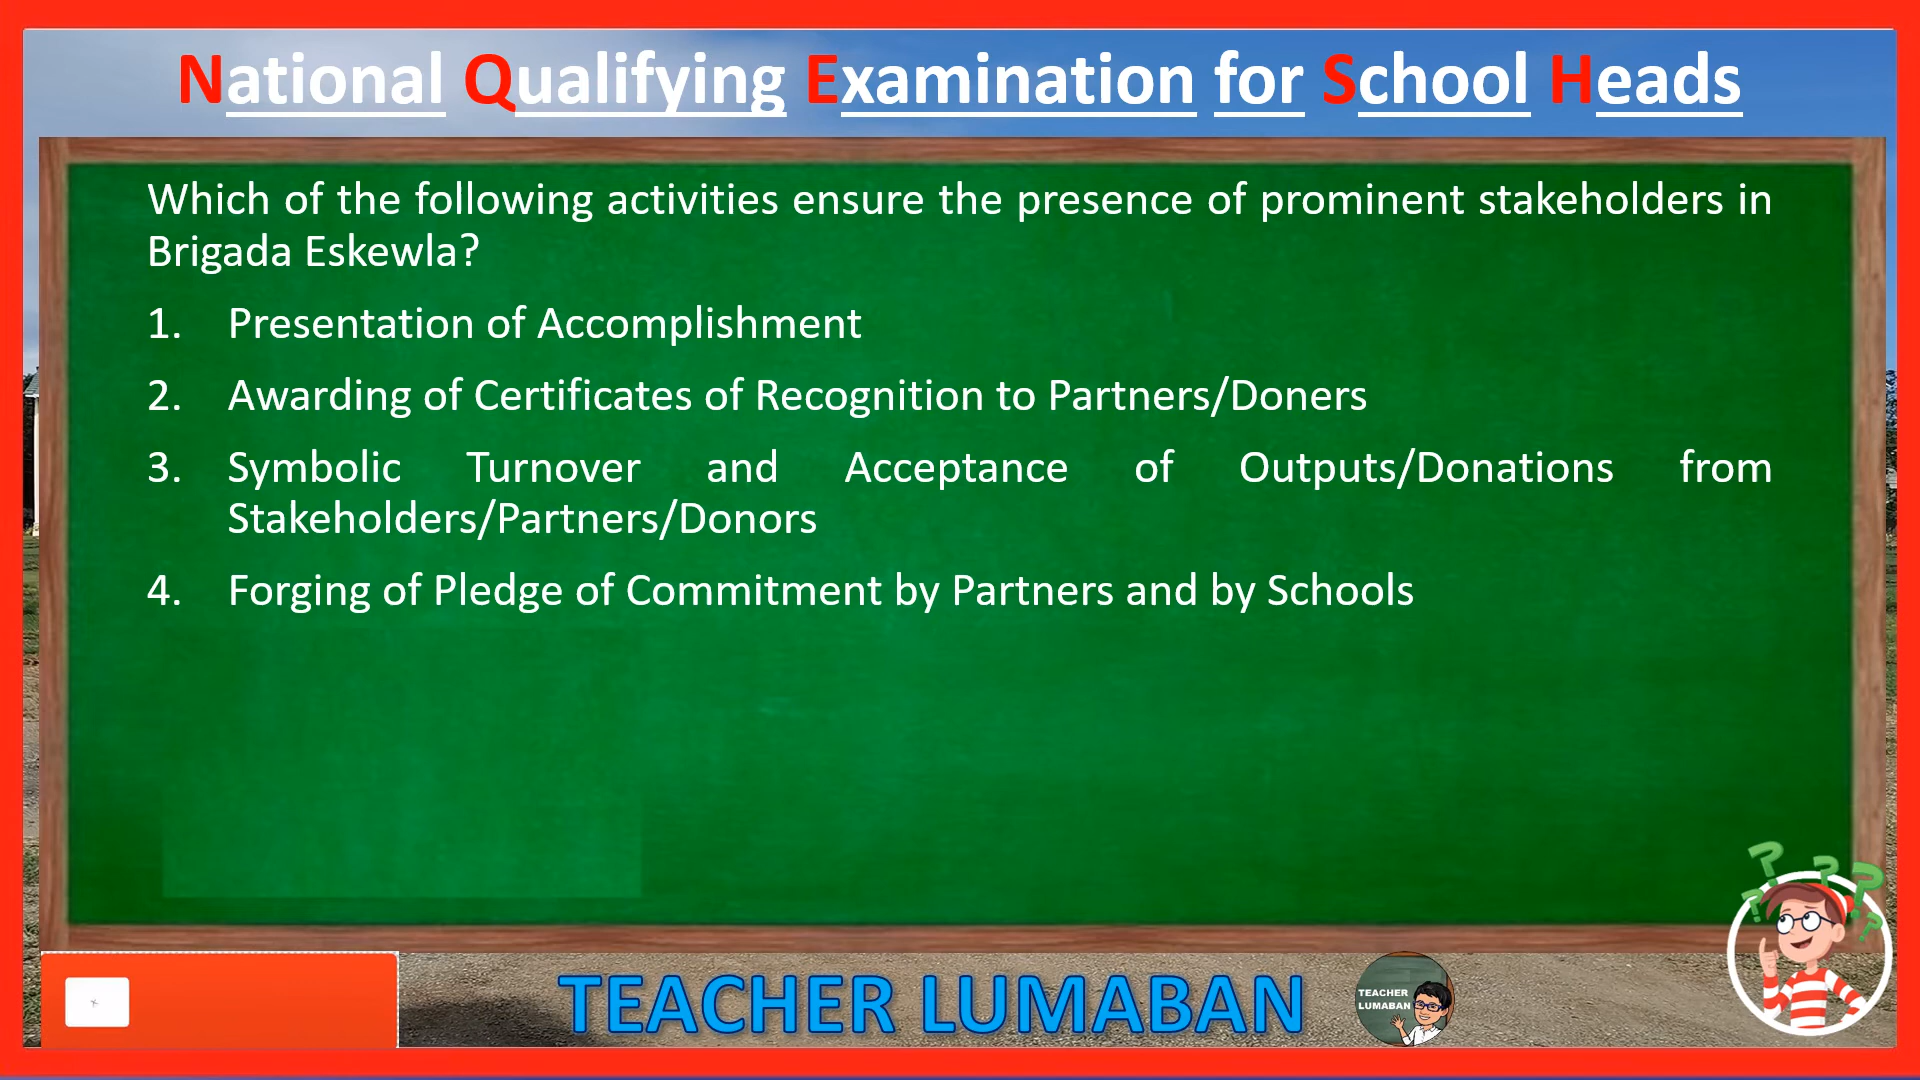 National Qualifying Examination for School Heads
Which of the following activities ensure the presence of prominent stakeholders in
Brigada Eskewla?
1. Presentation of Accomplishment
2. Awarding of Certificates of Recognition to Partners/Doners
3. Symbolic Turnover and Acceptance of Outputs/Donations from
Stakeholders/Partners/Donors
4. Forging of Pledge of Commitment by Partners and by Schools
TEACHER LUMABAN
TEACHER
LUMABAN